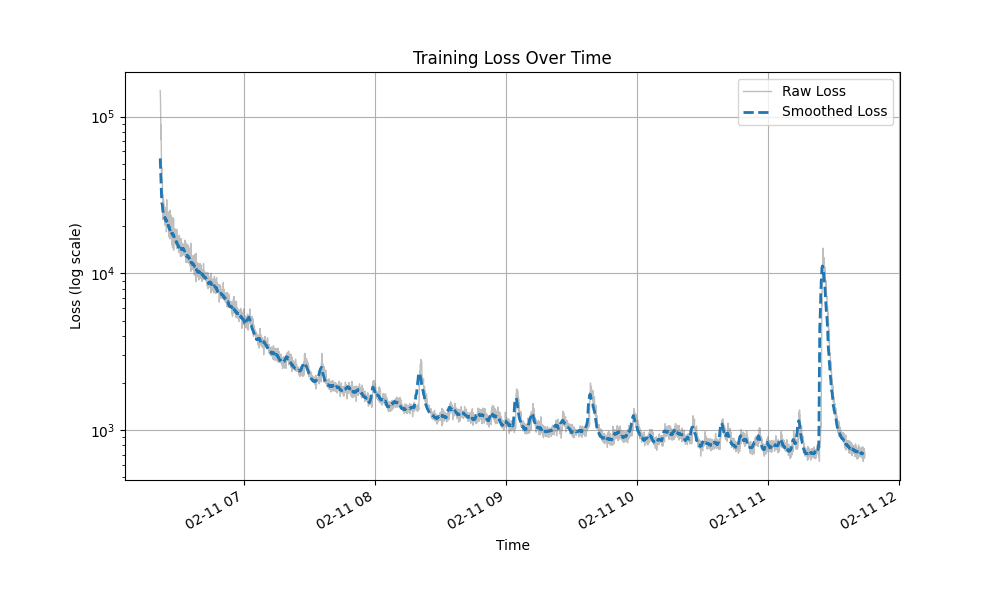 Training Loss Over Time
Raw Loss
Smoothed Loss
10^5
10^4
10^3
Loss (log scale)
02-11 07
02-11 08
02-11 09
02-11 10
02-11 11
02-11 12
Time